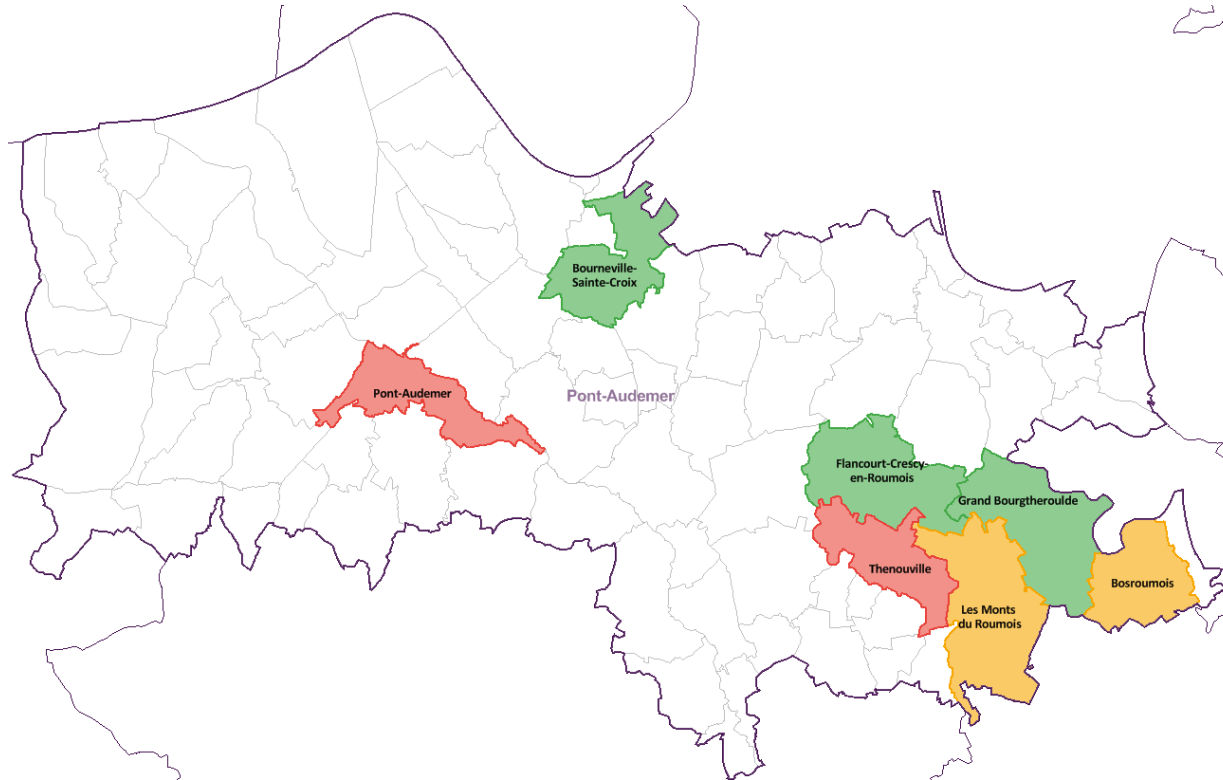 Bourneville-
Sainte-Croix
Pont-Audemer
Pont-Audemer
Flancourt-Crescy-
en-Roumois
Grand Bourgtheroulde
Thenouville
Bosroumois
Les Monts
du Roumois